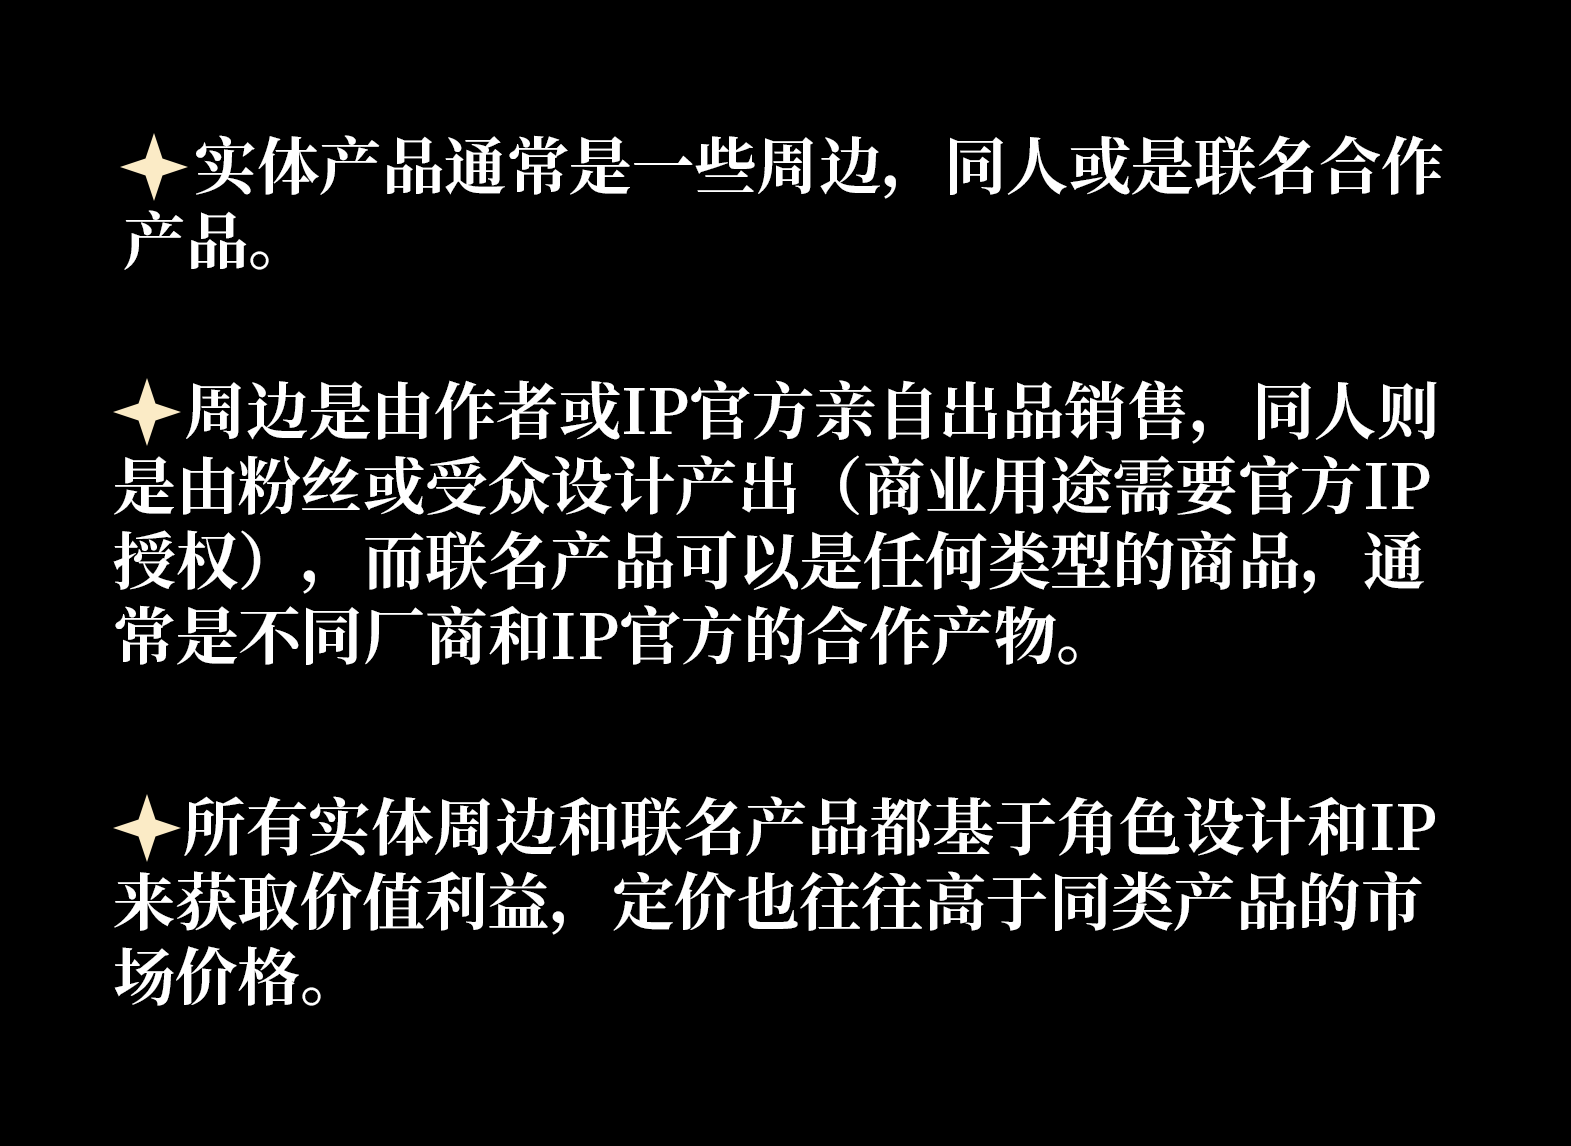 实体产品通常是一些周边，同人或是联名合作
产品。
周边是由作者或IP官方亲自出品销售，同人则
是由粉丝或受众设计产出（商业用途需要官方IP
授权），而联名产品可以是任何类型的商品，通
常是不同厂商和IP官方的合作产物。
所有实体周边和联名产品都基于角色设计和IP
来获取价值利益，定价也往往高于同类产品的市
场价格。